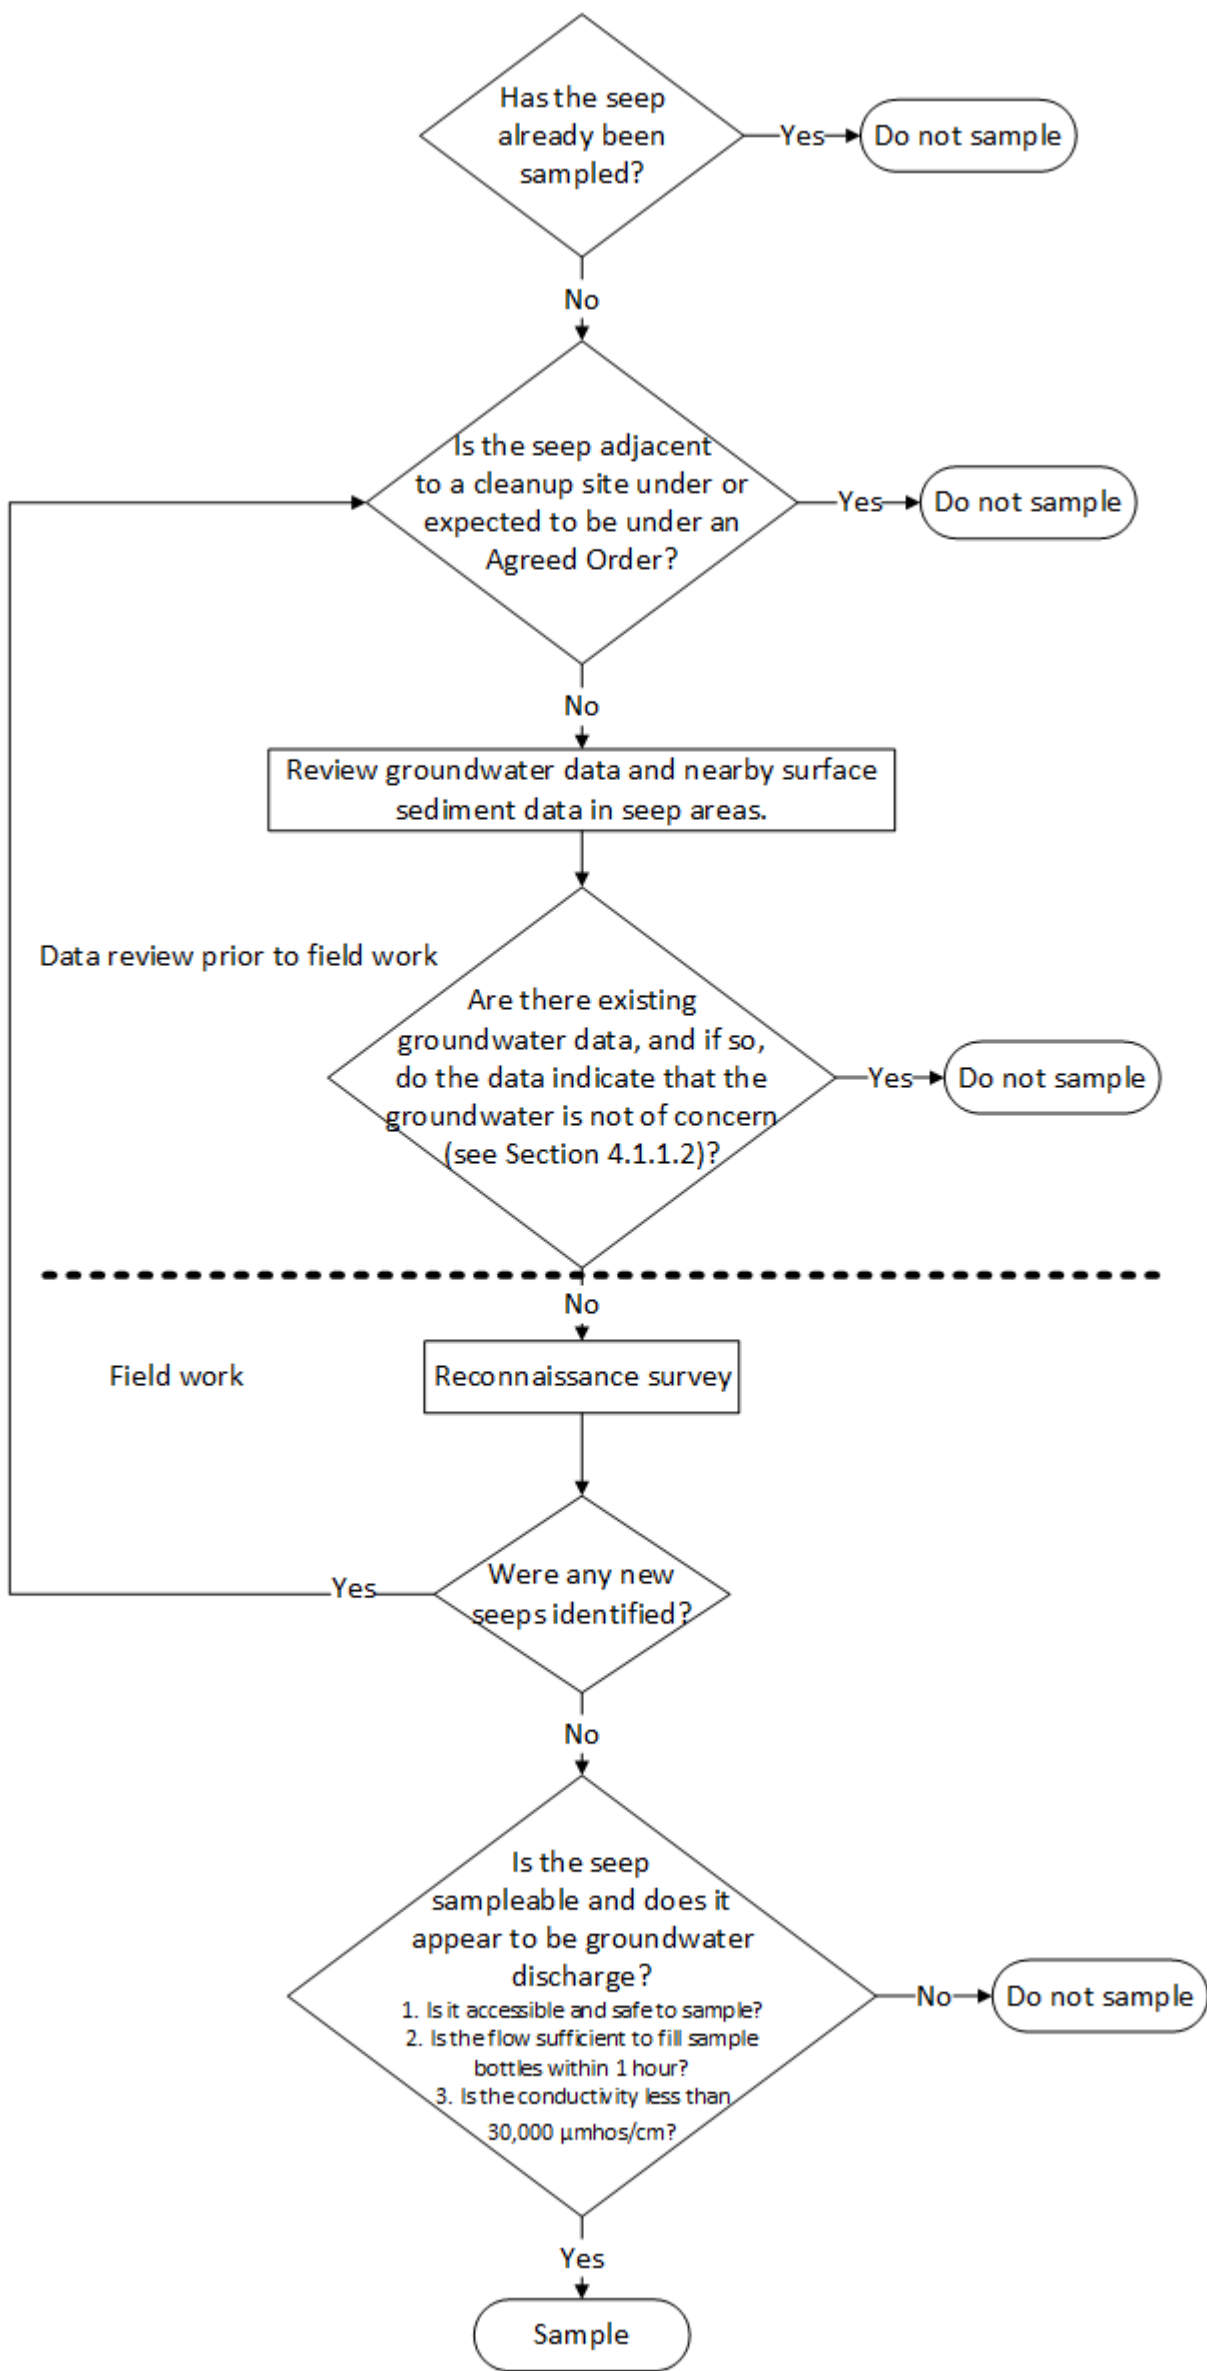 Has the seep
already been
sampled?
Yes
Do not sample
No
Is the seep adjacent
to a cleanup site under or
expected to be under an
Agreed Order?
Yes
Do not sample
No
Review groundwater data and nearby surface
sediment data in seep areas.
Data review prior to field work
Are there existing
groundwater data, and if so,
do the data indicate that the
groundwater is not of concern
(see Section 4.1.1.2)?
Yes
Do not sample
No
Field work
Reconnaissance survey
Were any new
seeps identified?
Yes
No
Is the seep
sampleable and does it
appear to be groundwater
discharge?
1. Is it accessible and safe to sample?
2. Is the flow sufficient to fill sample
bottles within 1 hour?
3. Is the conductivity less than
30,000 µmhos/cm?
No
Do not sample
Yes
Sample